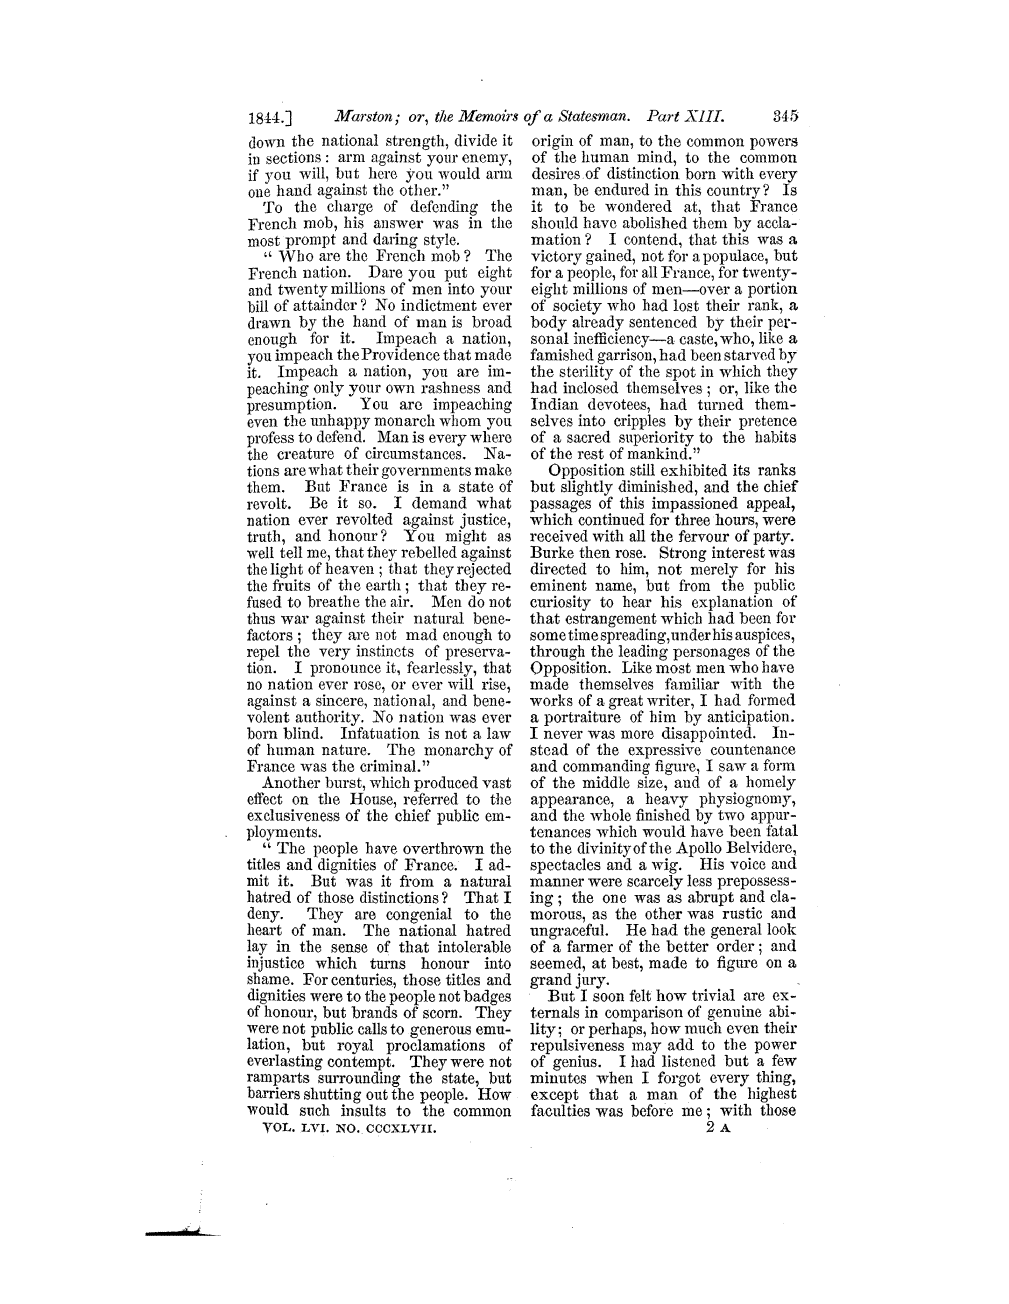 1844.] Marston; or, the Memoirs of a Statesman. Part XIII. 345
down the national strength, divide it
in sections: arm against your enemy,
if you will, but here you would arm
one hand against the other."
To the charge of defending the
French mob, his answer was in the
most prompt and daring style.
"Who are the French mob? The
French nation. Dare you put eight
and twenty millions of men into your
bill of attainder? No indictment ever
drawn by the hand of man is broad
enough for it. Impeach a nation,
you impeach the Providence that made
it. Impeach a nation, you are im-
peaching only your own rashness and
presumption. You are impeaching
even the unhappy monarch whom you
profess to defend. Man is every where
the creature of circumstances. Na-
tions are what their governments make
them. But France is in a state of
revolt. Be it so. I demand what
nation ever revolted against justice,
truth, and honour? You might as
well tell me, that they rebelled against
the light of heaven; that they rejected
the fruits of the earth; that they re-
fused to breathe the air. Men do not
thus war against their natural bene-
factors; they are not mad enough to
repel the very instincts of preserva-
tion. I pronounce it, fearlessly, that
no nation ever rose, or ever will rise,
against a sincere, national, and bene-
volent authority. No nation was ever
born blind. Infatuation is not a law
of human nature. The monarchy of
France was the criminal."
Another burst, which produced vast
effect on the House, referred to the
exclusiveness of the chief public em-
ployments.
"The people have overthrown the
titles and dignities of France. I ad-
mit it. But was it from a natural
hatred of those distinctions? That I
deny. They are congenial to the
heart of man. The national hatred
lay in the sense of that intolerable
injustice which turns honour into
shame. For centuries, those titles and
dignities were to the people not badges
of honour, but brands of scorn. They
were not public calls to generous emu-
lation, but royal proclamations of
everlasting contempt. They were not
ramparts surrounding the state, but
barriers shutting out the people. How
would such insults to the common
origin of man, to the common powers
of the human mind, to the common
desires of distinction born with every
man, be endured in this country? Is
it to be wondered at, that France
should have abolished them by accla-
mation? I contend, that this was a
victory gained, not for a populace, but
for a people, for all France, for twenty-
eight millions of men—over a portion
of society who had lost their rank, a
body already sentenced by their per-
sonal inefficiency—a caste, who, like a
famished garrison, had been starved by
the sterility of the spot in which they
had inclosed themselves; or, like the
Indian devotees, had turned them-
selves into cripples by their pretence
of a sacred superiority to the habits
of the rest of mankind."
Opposition still exhibited its ranks
but slightly diminished, and the chief
passages of this impassioned appeal,
which continued for three hours, were
received with all the fervour of party.
Burke then rose. Strong interest was
directed to him, not merely for his
eminent name, but from the public
curiosity to hear his explanation of
that estrangement which had been for
some time spreading, under his auspices,
through the leading personages of the
Opposition. Like most men who have
made themselves familiar with the
works of a great writer, I had formed
a portraiture of him by anticipation.
I never was more disappointed. In-
stead of the expressive countenance
and commanding figure, I saw a form
of the middle size, and of a homely
appearance, a heavy physiognomy,
and the whole finished by two appur-
tenances which would have been fatal
to the divinity of the Apollo Belvidere,
spectacles and a wig. His voice and
manner were scarcely less prepossess-
ing; the one was as abrupt and cla-
morous, as the other was rustic and
ungraceful. He had the general look
of a farmer of the better order; and
seemed, at best, made to figure on a
grand jury.
But I soon felt how trivial are ex-
ternals in comparison of genuine abi-
lity; or perhaps, how much even their
repulsiveness may add to the power
of genius. I had listened but a few
minutes when I forgot every thing,
except that a man of the highest
faculties was before me; with those
VOL. LVI. NO. CCCXLVII. 2 A